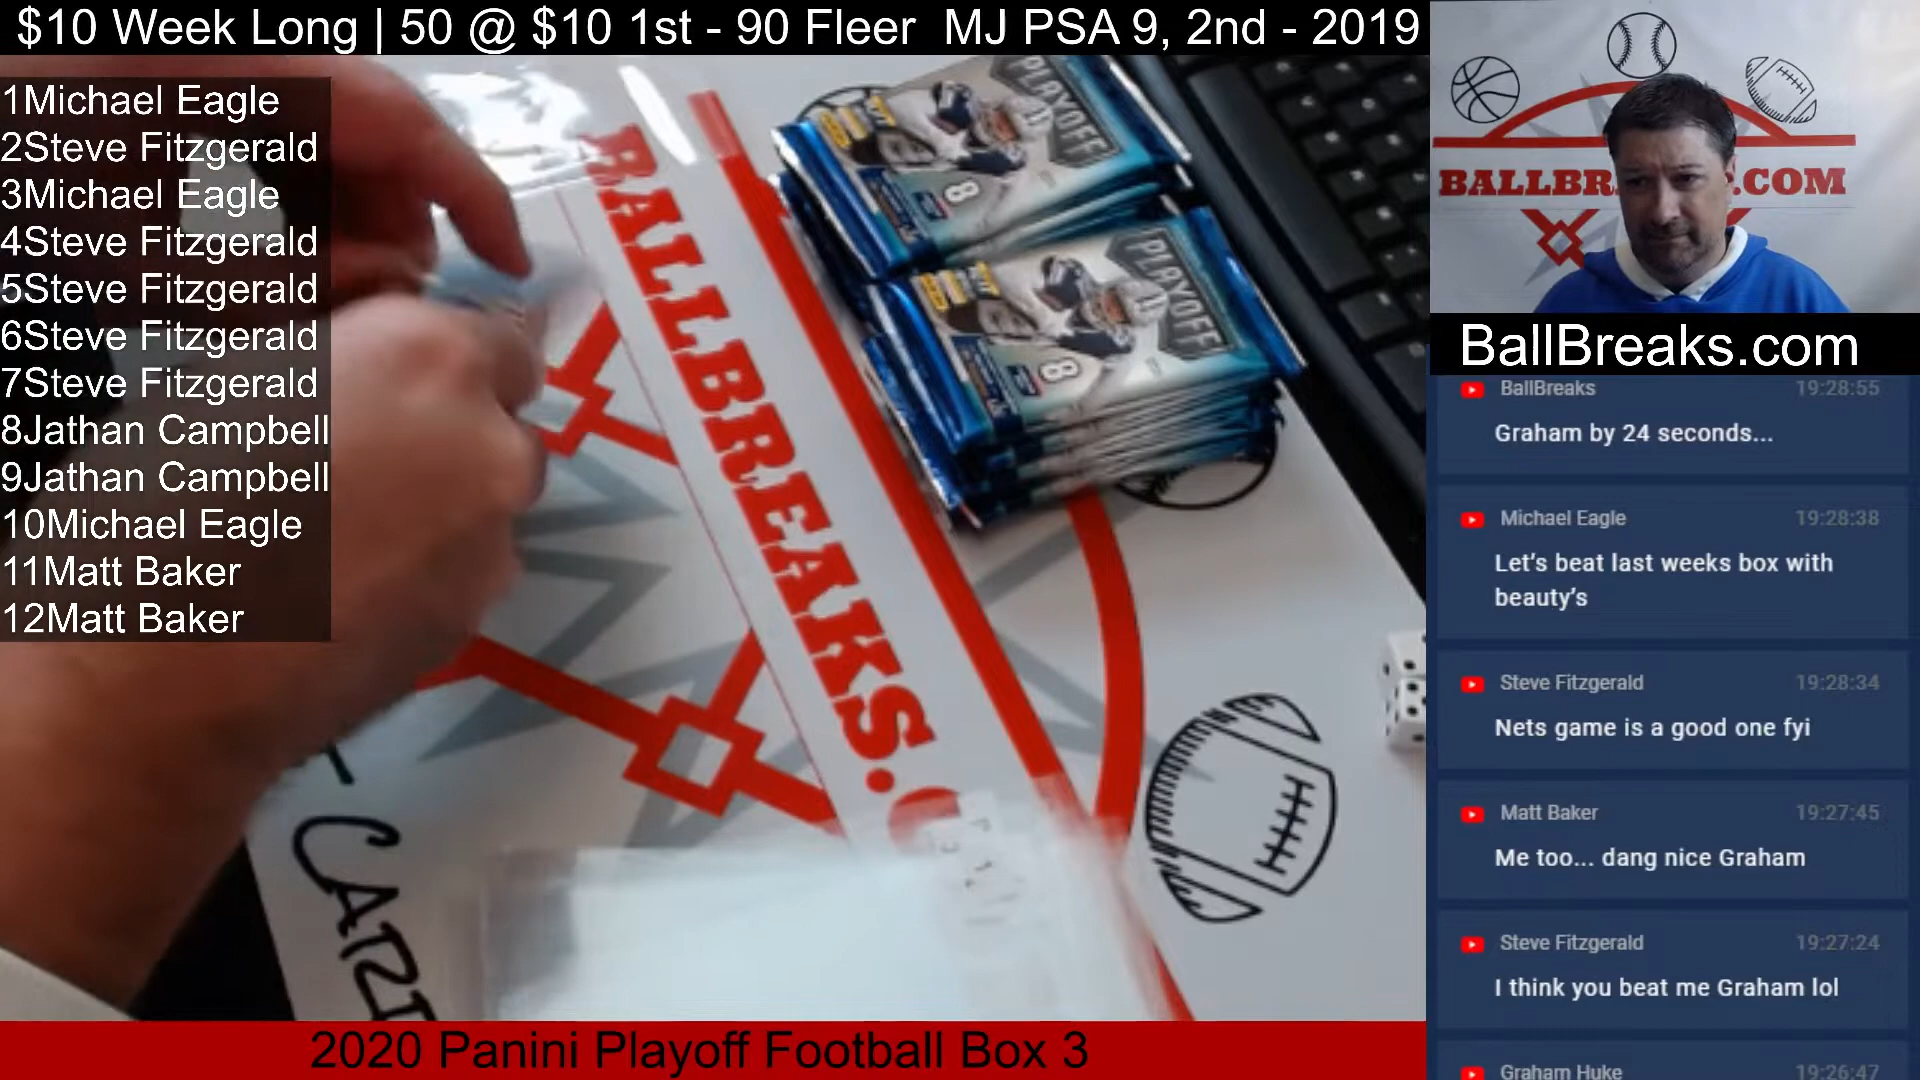 $10 Week Long | 50 @ $10 1st - 90 Fleer MJ PSA 9, 2nd - 2019
1Michael Eagle
2Steve Fitzgerald
3Michael Eagle
4Steve Fitzgerald
5Steve Fitzgerald
6Steve Fitzgerald
7Steve Fitzgerald
8Jathan Campbell
9Jathan Campbell
10Michael Eagle
11Matt Baker
12Matt Baker
PLAYOFF
8
PLAYOFF
8
BALLBREAKS.C
CARD
2020 Panini Playoff Football Box 3
BALLBR .COM
BallBreaks.com
BallBreaks 19:28:55
Graham by 24 seconds...
Michael Eagle 19:28:38
Let's beat last weeks box with
beauty's
Steve Fitzgerald 19:28:34
Nets game is a good one fyi
Matt Baker 19:27:45
Me too... dang nice Graham
Steve Fitzgerald 19:27:24
I think you beat me Graham lol
Graham Huke 19:26:47